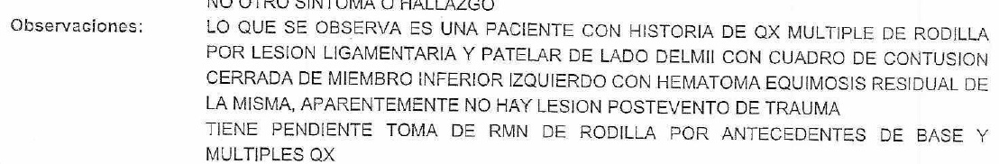 NO OTRO SINTOMA O HALLAZGO
Observaciones: LO QUE SE OBSERVA ES UNA PACIENTE CON HISTORIA DE QX MULTIPLE DE RODILLA
POR LESION LIGAMENTARIA Y PATELAR DE LADO DELMII CON CUADRO DE CONTUSION
CERRADA DE MIEMBRO INFERIOR IZQUIERDO CON HEMATOMA EQUIMOSIS RESIDUAL DE
LA MISMA, APARENTEMENTE NO HAY LESION POSTEVENTO DE TRAUMA
TIENE PENDIENTE TOMA DE RMN DE RODILLA POR ANTECEDENTES DE BASE Y
MULTIPLES QX